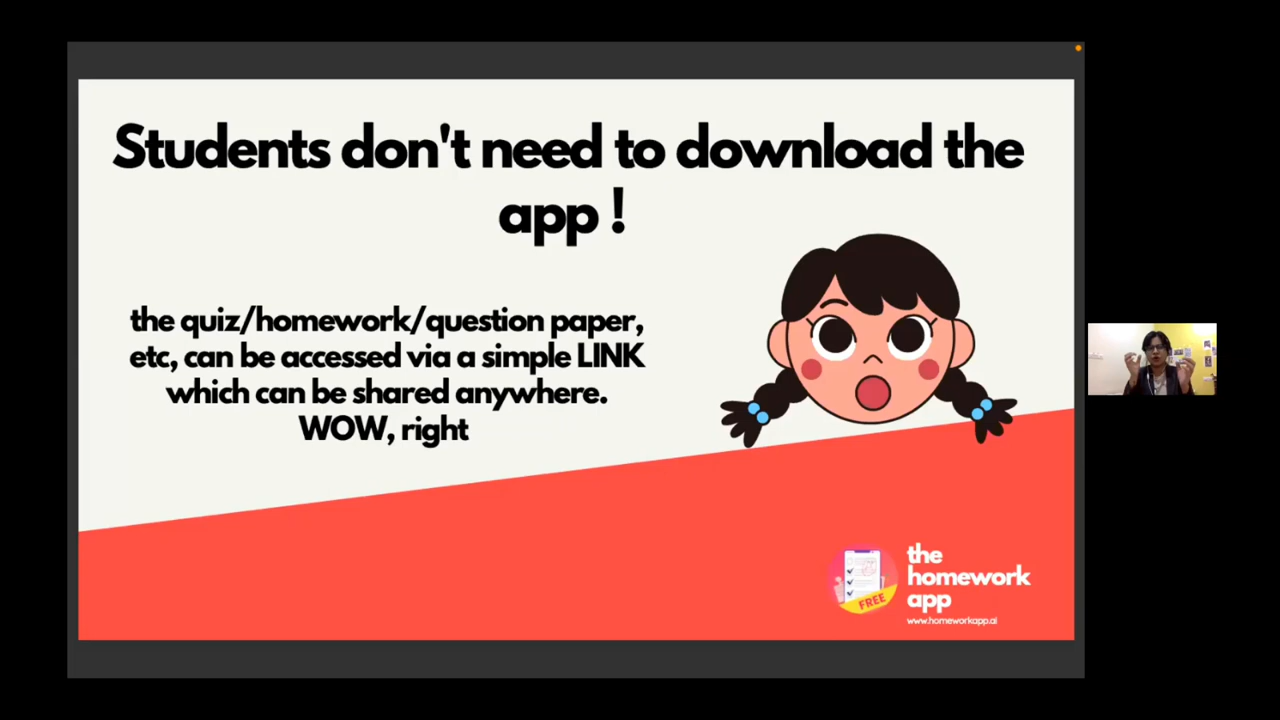 Students don't need to download the
app !
the quiz/homework/question paper,
etc, can be accessed via a simple LINK
which can be shared anywhere.
WOW, right
FREE
the
homework
app
www.homeworkapp.ai